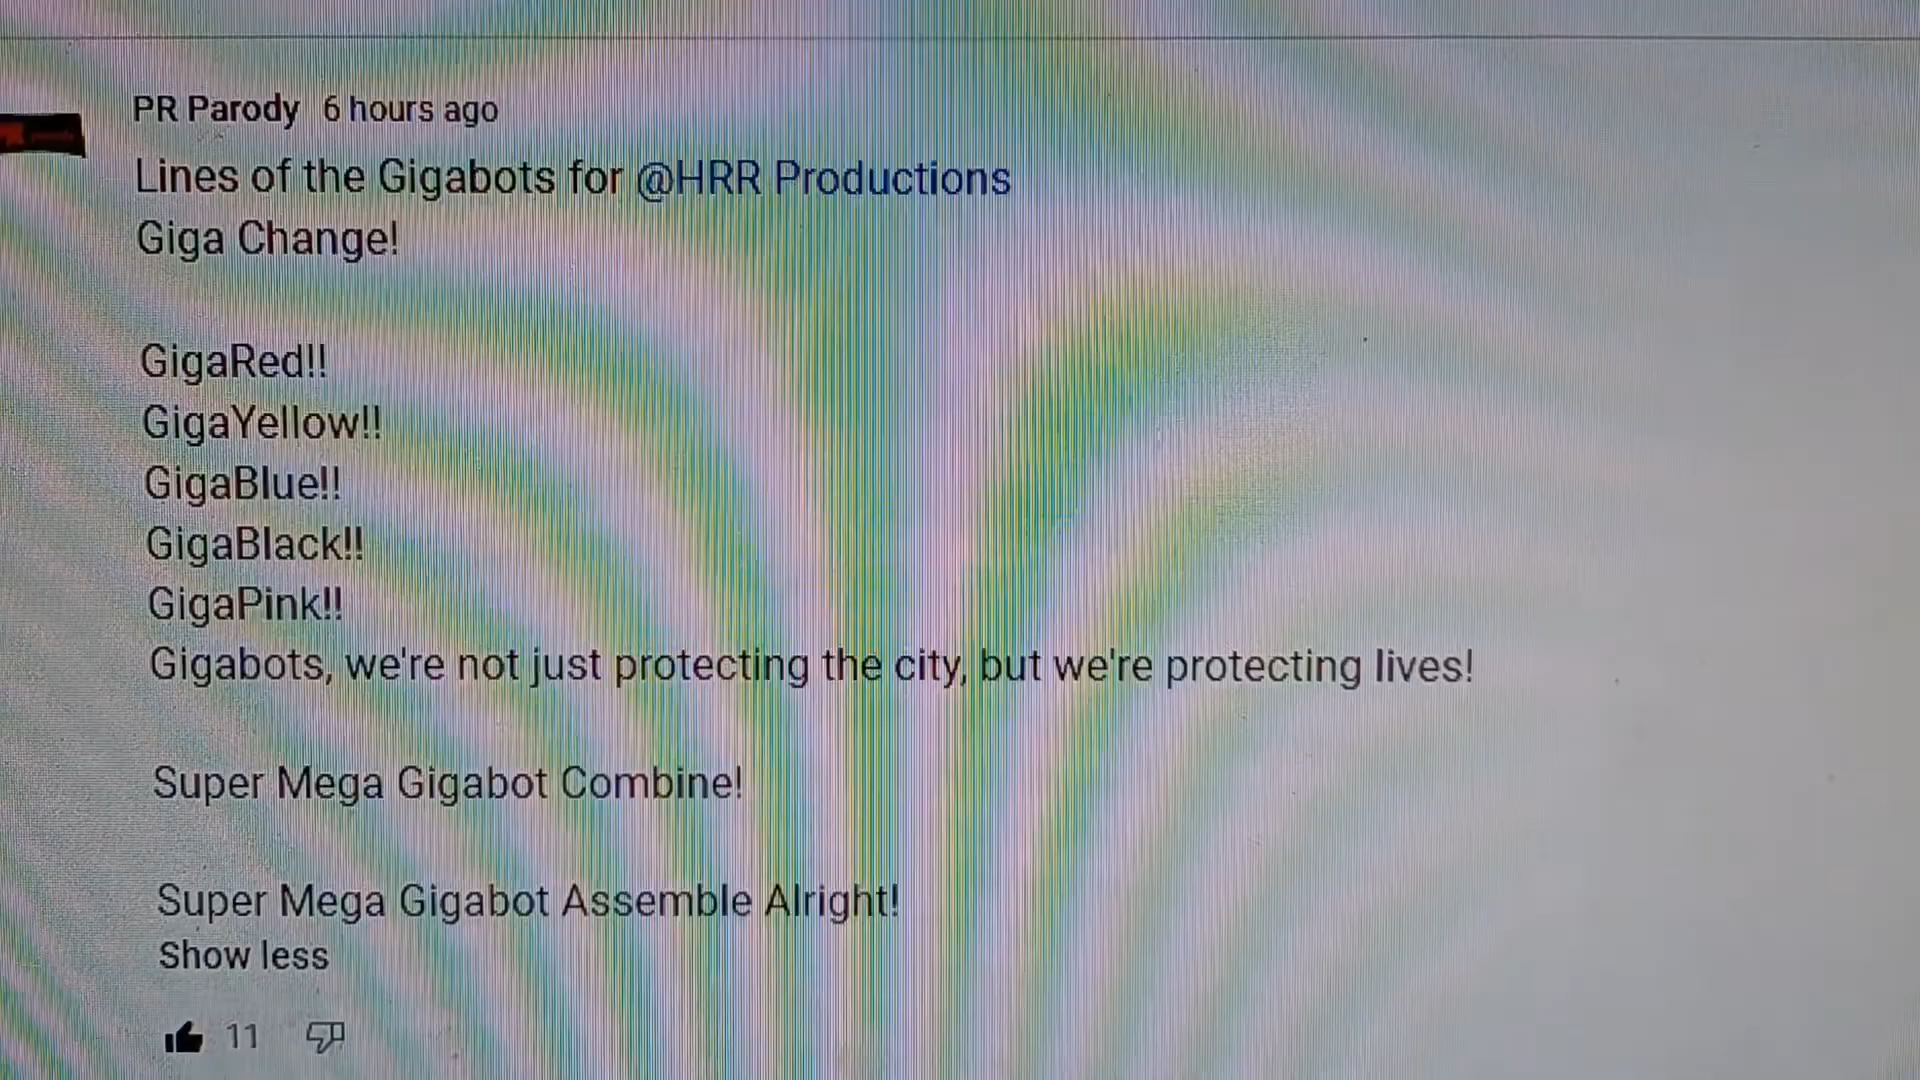 PR Parody 6 hours ago
Lines of the Gigabots for @HRR Productions
Giga Change!
GigaRed!!
GigaYellow!!
GigaBlue!!
GigaBlack!!
GigaPink!!
Gigabots, we're not just protecting the city, but we're protecting lives!
Super Mega Gigabot Combine!
Super Mega Gigabot Assemble Alright!
Show less
11